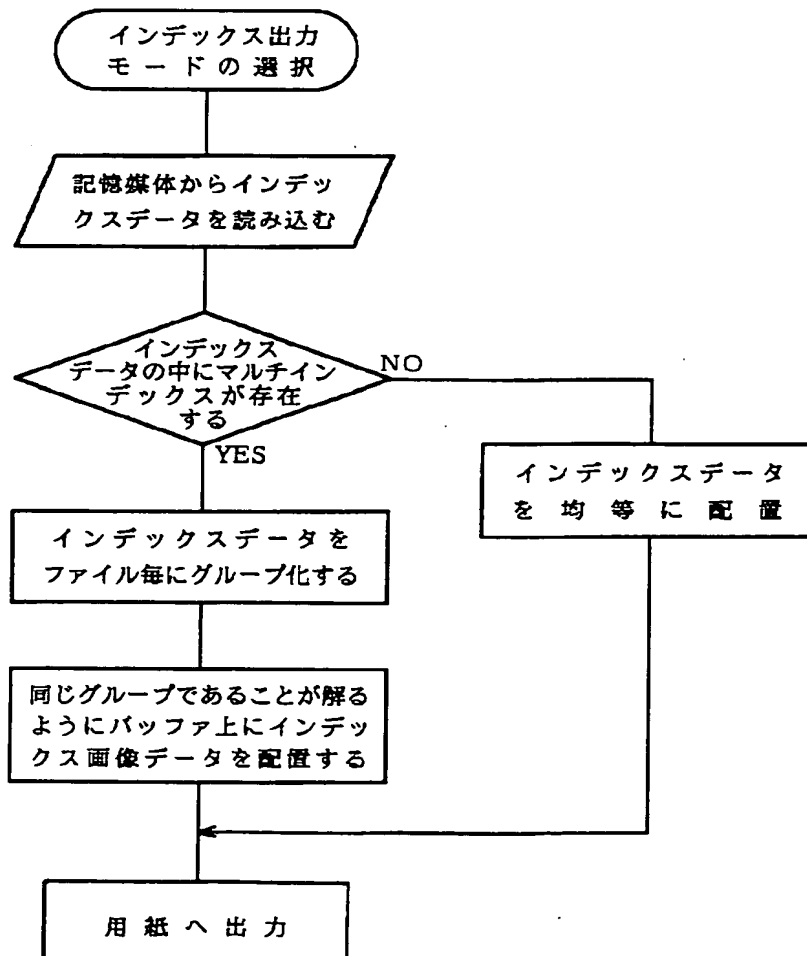 インデックス出力
モードの選択
記憶媒体からインデッ
クスデータを読み込む
インデックス
データの中にマルチイン
デックスが存在
する
NO
YES
インデックスデータ
を均等に配置
インデックスデータを
ファイル毎にグループ化する
同じグループであることが解る
ようにバッファ上にインデッ
クス画像データを配置する
用紙へ出力